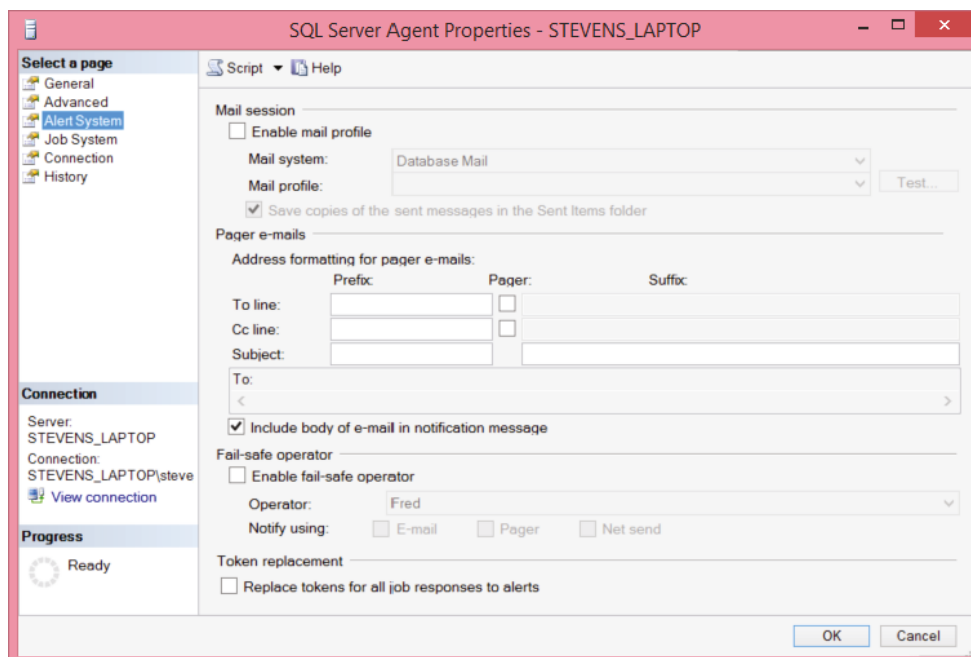 SQL Server Agent Properties - STEVENS_LAPTOP
Select a page
General
Advanced
Alert System
Job System
Connection
History
Script Help
Mail session
Enable mail profile
Mail system: Database Mail
Mail profile: Test...
Save copies of the sent messages in the Sent Items folder
Pager e-mails
Address formatting for pager e-mails:
Prefix: Pager: Suffix:
To line:
Cc line:
Subject:
To:
Include body of e-mail in notification message
Fail-safe operator
Enable fail-safe operator
Operator: Fred
Notify using: E-mail Pager Net send
Token replacement
Replace tokens for all job responses to alerts
Connection
Server:
STEVENS_LAPTOP
Connection:
STEVENS_LAPTOP\steve
View connection
Progress
Ready
OK Cancel